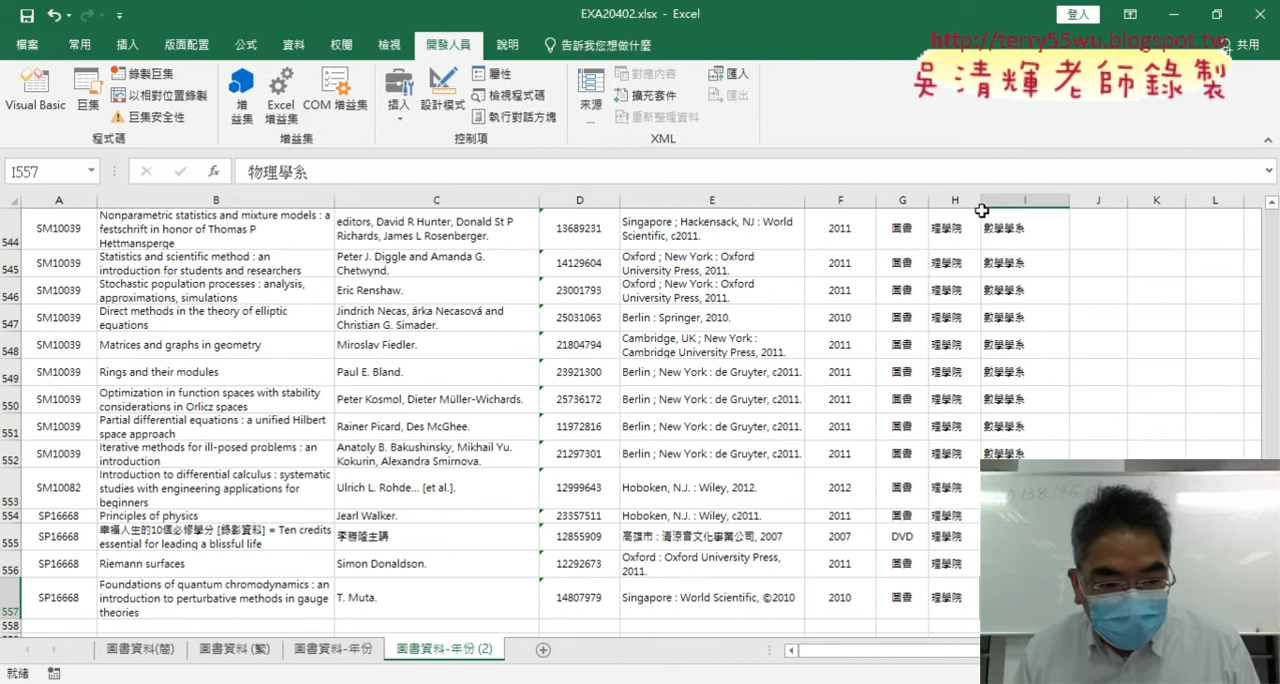 EXA20402.xlsx - Excel
登入
檔案 常用 插入 版面配置 公式 資料 校閱 檢視 開發人員 說明 告訴我您想做什麼 共用
http://terry55wu.blogspot.tw
吳清輝老師錄製
Visual Basic 巨集 錄製巨集 以相對位置錄製 巨集安全性 程式碼
增益集 Excel 增益集 COM 增益集 增益集
插入 設計模式 屬性 檢視程式碼 執行對話方塊 控制項
來源... 對應內容 擴充套件 重新整理資料 匯入 匯出 XML
I557 fx 物理學系
A B C D E F G H I J K L
544 SM10039 Nonparametric statistics and mixture models : a festschrift in honor of Thomas P Hettmansperge editors, David R Hunter, Donald St P Richards, James L Rosenberger. 13689231 Singapore ; Hackensack, NJ : World Scientific, c2011. 2011 圖書 理學院 數學學系
545 SM10039 Statistics and scientific method : an introduction for students and researchers Peter J. Diggle and Amanda G. Chetwynd. 14129604 Oxford ; New York : Oxford University Press, 2011. 2011 圖書 理學院 數學學系
546 SM10039 Stochastic population processes : analysis, approximations, simulations Eric Renshaw. 23001793 Oxford ; New York : Oxford University Press, 2011. 2011 圖書 理學院 數學學系
547 SM10039 Direct methods in the theory of elliptic equations Jindrich Necas, árka Necasová and Christian G. Simader. 25031063 Berlin : Springer, 2010. 2010 圖書 理學院 數學學系
548 SM10039 Matrices and graphs in geometry Miroslav Fiedler. 21804794 Cambridge, UK ; New York : Cambridge University Press, 2011. 2011 圖書 理學院 數學學系
549 SM10039 Rings and their modules Paul E. Bland. 23921300 Berlin ; New York : de Gruyter, c2011. 2011 圖書 理學院 數學學系
550 SM10039 Optimization in function spaces with stability considerations in Orlicz spaces Peter Kosmol, Dieter Müller-Wichards. 25736172 Berlin ; New York : de Gruyter, c2011. 2011 圖書 理學院 數學學系
551 SM10039 Partial differential equations : a unified Hilbert space approach Rainer Picard, Des McGhee. 11972816 Berlin ; New York : de Gruyter, c2011. 2011 圖書 理學院 數學學系
552 SM10039 Iterative methods for ill-posed problems : an introduction Anatoly B. Bakushinsky, Mikhail Yu. Kokurin, Alexandra Smirnova. 21297301 Berlin ; New York : de Gruyter, c2011. 2011 圖書 理學院 數學學系
553 SM10082 Introduction to differential calculus : systematic studies with engineering applications for beginners Ulrich L. Rohde... [et al.]. 12999643 Hoboken, N.J. : Wiley, 2012. 2012 圖書 理學院
554 SP16668 Principles of physics Jearl Walker. 23357511 Hoboken, N.J. : Wiley, c2011. 2011 圖書 理學院
555 SP16668 幸福人生的10個必修學分 [錄影資料] = Ten credits essential for leading a blissful life 李勝隆主講 12855909 高雄市 : 清涼音文化事業公司, 2007 2007 DVD 理學院
556 SP16668 Riemann surfaces Simon Donaldson. 12292673 Oxford : Oxford University Press, 2011. 2011 圖書 理學院
557 SP16668 Foundations of quantum chromodynamics : an introduction to perturbative methods in gauge theories T. Muta. 14807979 Singapore : World Scientific, ©2010 2010 圖書 理學院
558
圖書資料(簡) 圖書資料 (繁) 圖書資料-年份 圖書資料-年份 (2)
就緒